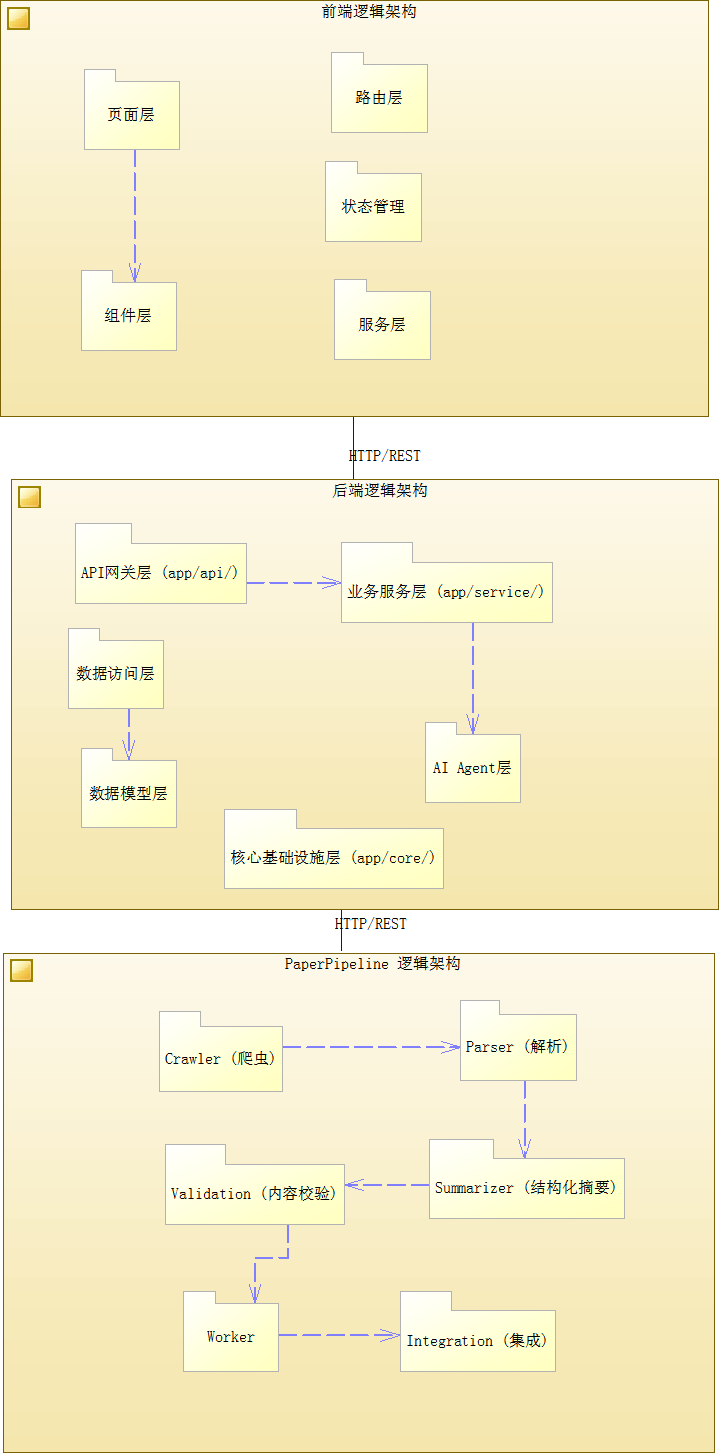 前端逻辑架构
页面层
路由层
状态管理
组件层
服务层
HTTP/REST
后端逻辑架构
API网关层 (app/api/)
业务服务层 (app/service/)
数据访问层
AI Agent层
数据模型层
核心基础设施层 (app/core/)
HTTP/REST
PaperPipeline 逻辑架构
Crawler (爬虫)
Parser (解析)
Validation (内容校验)
Summarizer (结构化摘要)
Worker
Integration (集成)